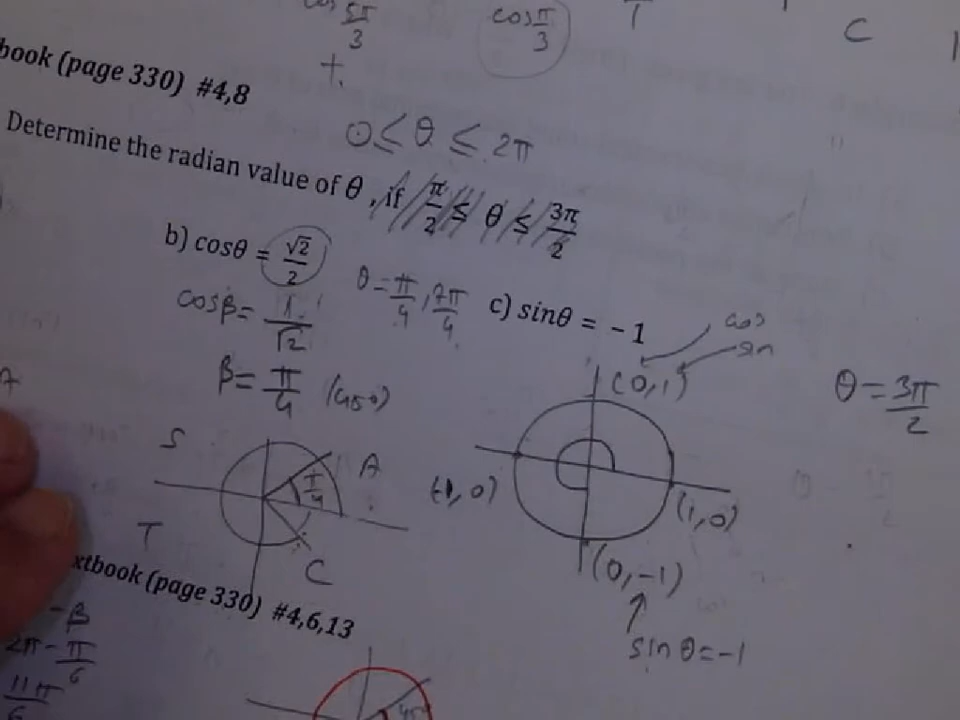 cos 5π/3
cos π/3
T
C
+
book (page 330) #4,8
0 ≤ θ ≤ 2π
Determine the radian value of θ, if π/2 ≤ θ ≤ 3π/2
b) cosθ = √2/2
θ = π/4, 7π/4
c) sinθ = −1
cosβ = 1/√2
cos
sin
β = π/4 (45°)
(0,1)
θ = 3π/2
S
A
π/4
(-1,0)
(1,0)
T
C
(0,-1)
sinθ = -1
xtbook (page 330) #4,6,13
- β
2π - π/6
11π/6
45°